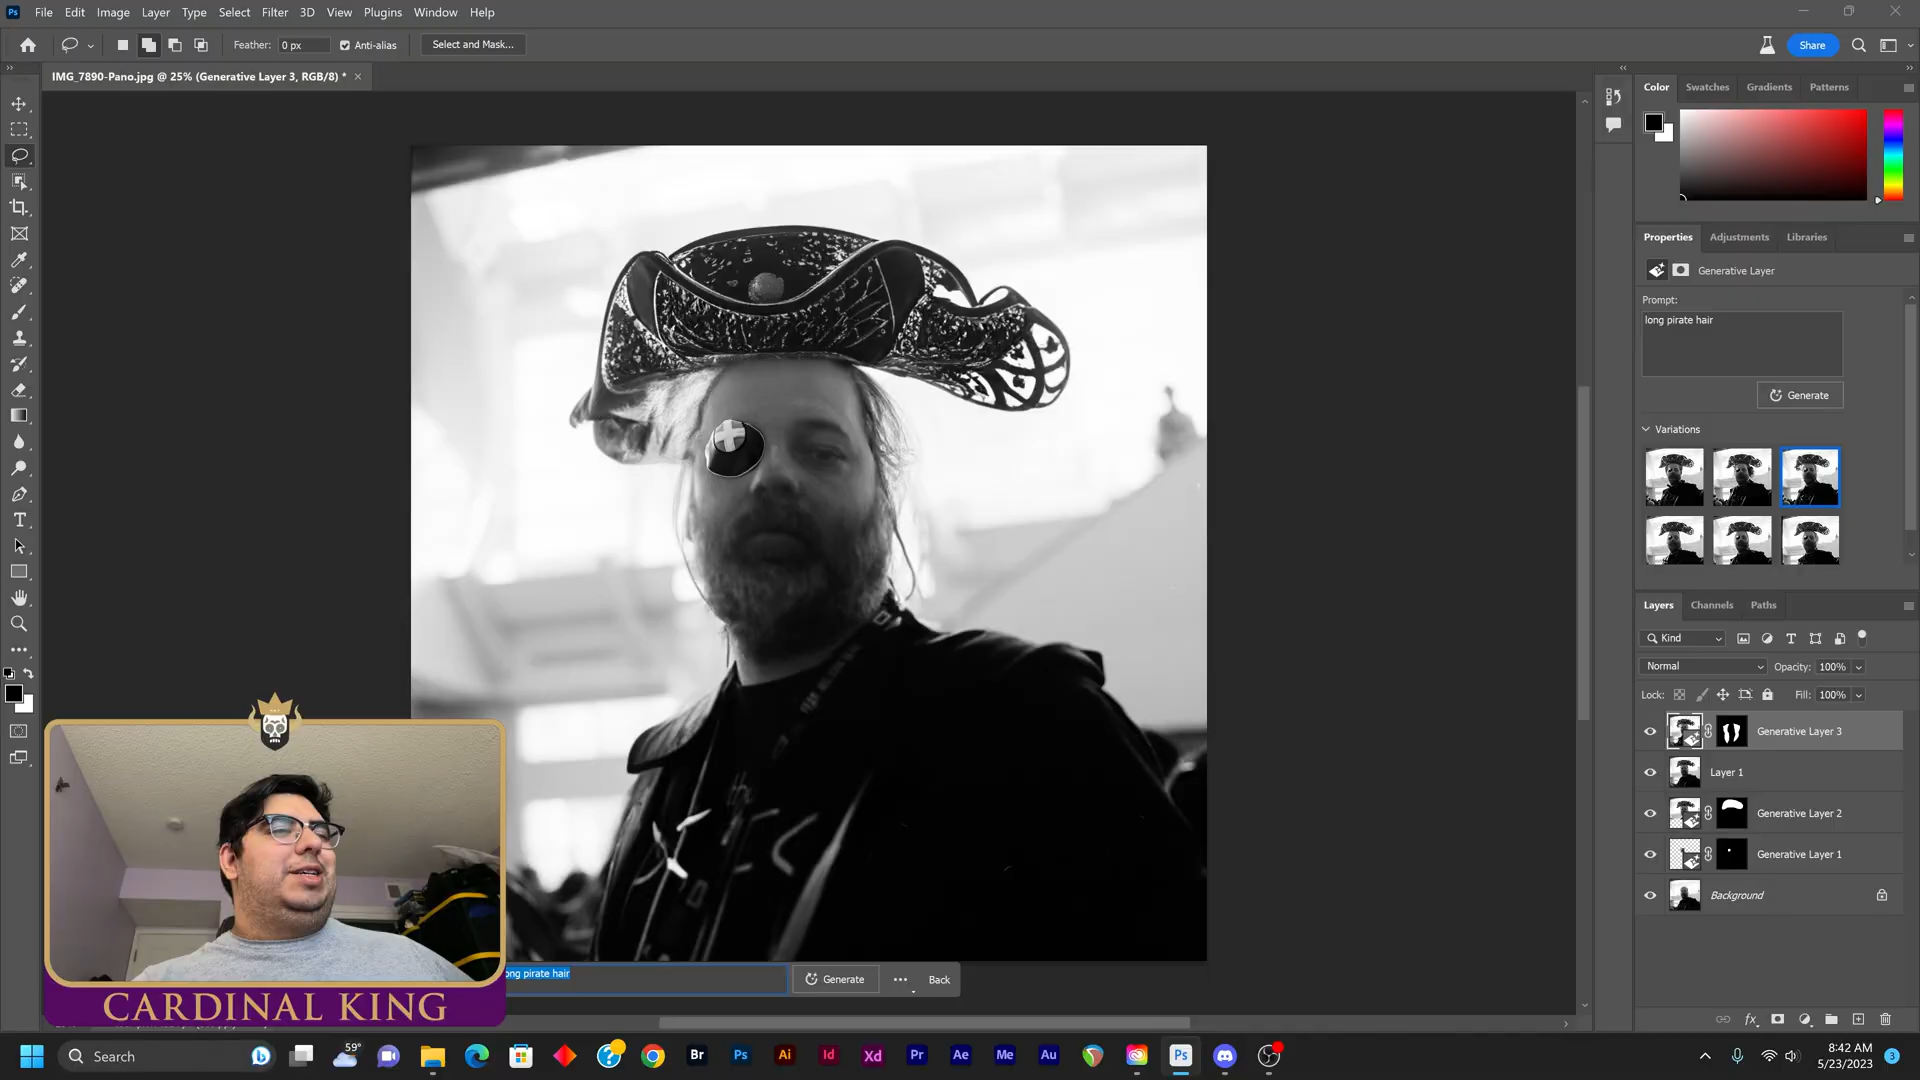 Ps File Edit Image Layer Type Select Filter 3D View Plugins Window Help
Feather: 0 px Anti-alias Select and Mask... Share
IMG_7890-Pano.jpg @ 25% (Generative Layer 3, RGB/8) *
Color Swatches Gradients Patterns
Properties Adjustments Libraries
Generative Layer
Prompt:
long pirate hair
Generate
Variations
Layers Channels Paths
Kind
Normal Opacity: 100%
Lock: Fill: 100%
Generative Layer 3
Layer 1
Generative Layer 2
Generative Layer 1
Background
long pirate hair Generate ... Back
CARDINAL KING
Search 59° Br Ps Ai Id Xd Pr Ae Me Au Ps
8:42 AM
5/23/2023 3